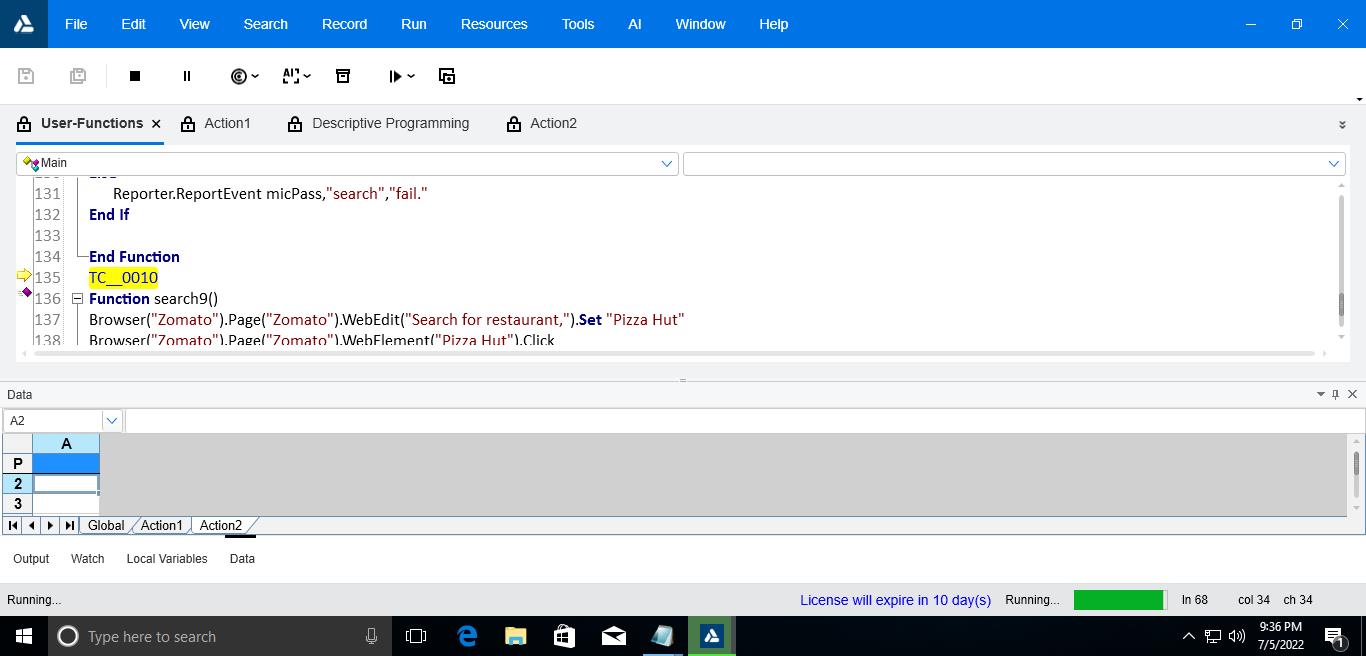 File Edit View Search Record Run Resources Tools AI Window Help
User-Functions Action1 Descriptive Programming Action2
Main
131 Reporter.ReportEvent micPass,"search","fail."
132 End If
133
134 End Function
135 TC__0010
136 Function search9()
137 Browser("Zomato").Page("Zomato").WebEdit("Search for restaurant,").Set "Pizza Hut"
138 Browser("Zomato").Page("Zomato").WebElement("Pizza Hut").Click
Data
A2
A
P
2
3
Global Action1 Action2
Output Watch Local Variables Data
Running... License will expire in 10 day(s) Running... ln 68 col 34 ch 34
Type here to search
9:36 PM
7/5/2022
1